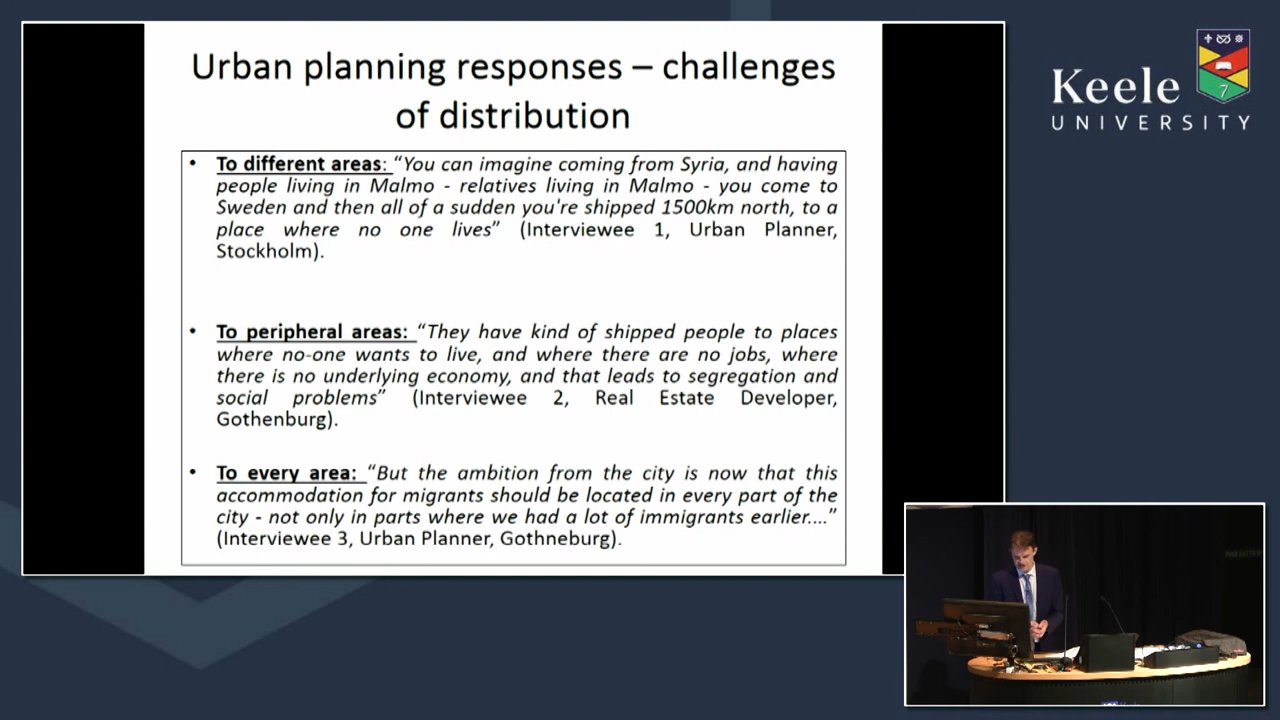 Urban planning responses – challenges
of distribution
• To different areas: “You can imagine coming from Syria, and having
people living in Malmo - relatives living in Malmo - you come to
Sweden and then all of a sudden you're shipped 1500km north, to a
place where no one lives” (Interviewee 1, Urban Planner,
Stockholm).
• To peripheral areas: “They have kind of shipped people to places
where no-one wants to live, and where there are no jobs, where
there is no underlying economy, and that leads to segregation and
social problems” (Interviewee 2, Real Estate Developer,
Gothenburg).
• To every area: “But the ambition from the city is now that this
accommodation for migrants should be located in every part of the
city - not only in parts where we had a lot of immigrants earlier....”
(Interviewee 3, Urban Planner, Gothneburg).
Keele
UNIVERSITY